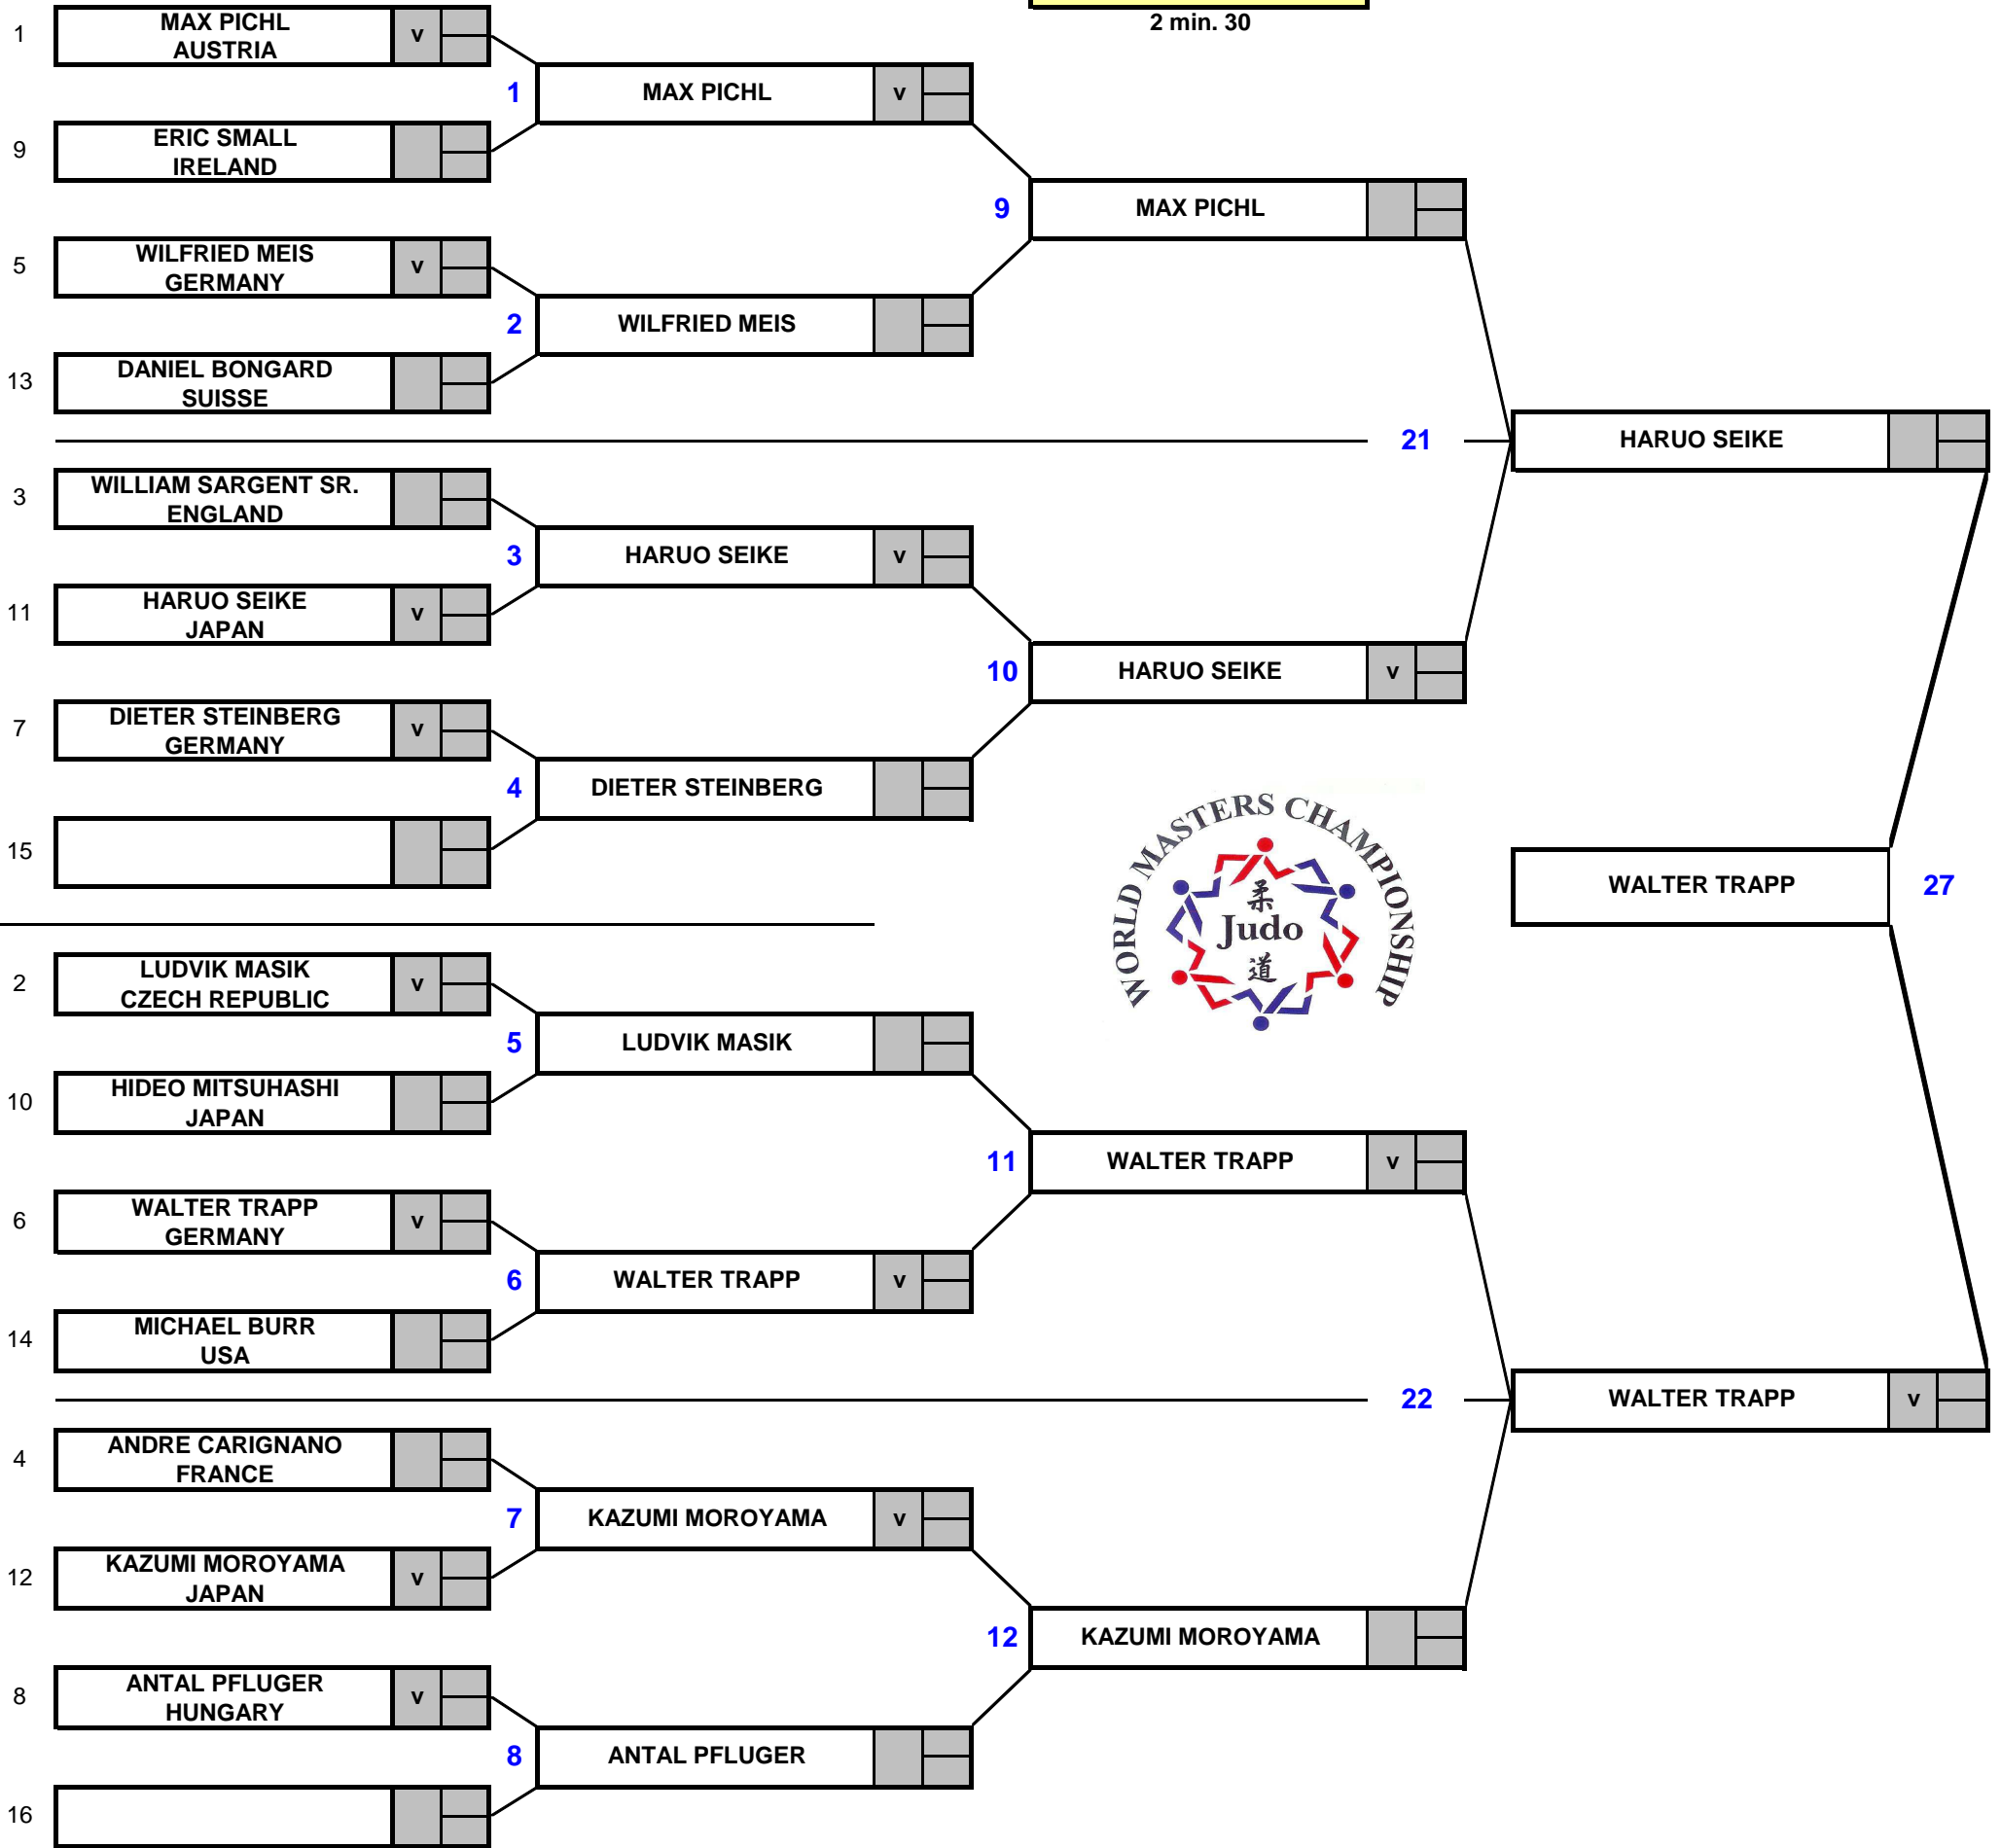 2 min. 30
1
MAX PICHL
AUSTRIA
v
1
MAX PICHL
v
9
ERIC SMALL
IRELAND
9
MAX PICHL
5
WILFRIED MEIS
GERMANY
v
2
WILFRIED MEIS
13
DANIEL BONGARD
SUISSE
21
HARUO SEIKE
3
WILLIAM SARGENT SR.
ENGLAND
3
HARUO SEIKE
v
11
HARUO SEIKE
JAPAN
v
10
HARUO SEIKE
v
7
DIETER STEINBERG
GERMANY
v
4
DIETER STEINBERG
15
WORLD MASTERS CHAMPIONSHIP
柔
Judo
道
WALTER TRAPP
27
2
LUDVIK MASIK
CZECH REPUBLIC
v
5
LUDVIK MASIK
10
HIDEO MITSUHASHI
JAPAN
11
WALTER TRAPP
v
6
WALTER TRAPP
GERMANY
v
6
WALTER TRAPP
v
14
MICHAEL BURR
USA
22
WALTER TRAPP
v
4
ANDRE CARIGNANO
FRANCE
7
KAZUMI MOROYAMA
v
12
KAZUMI MOROYAMA
JAPAN
v
12
KAZUMI MOROYAMA
8
ANTAL PFLUGER
HUNGARY
v
8
ANTAL PFLUGER
16